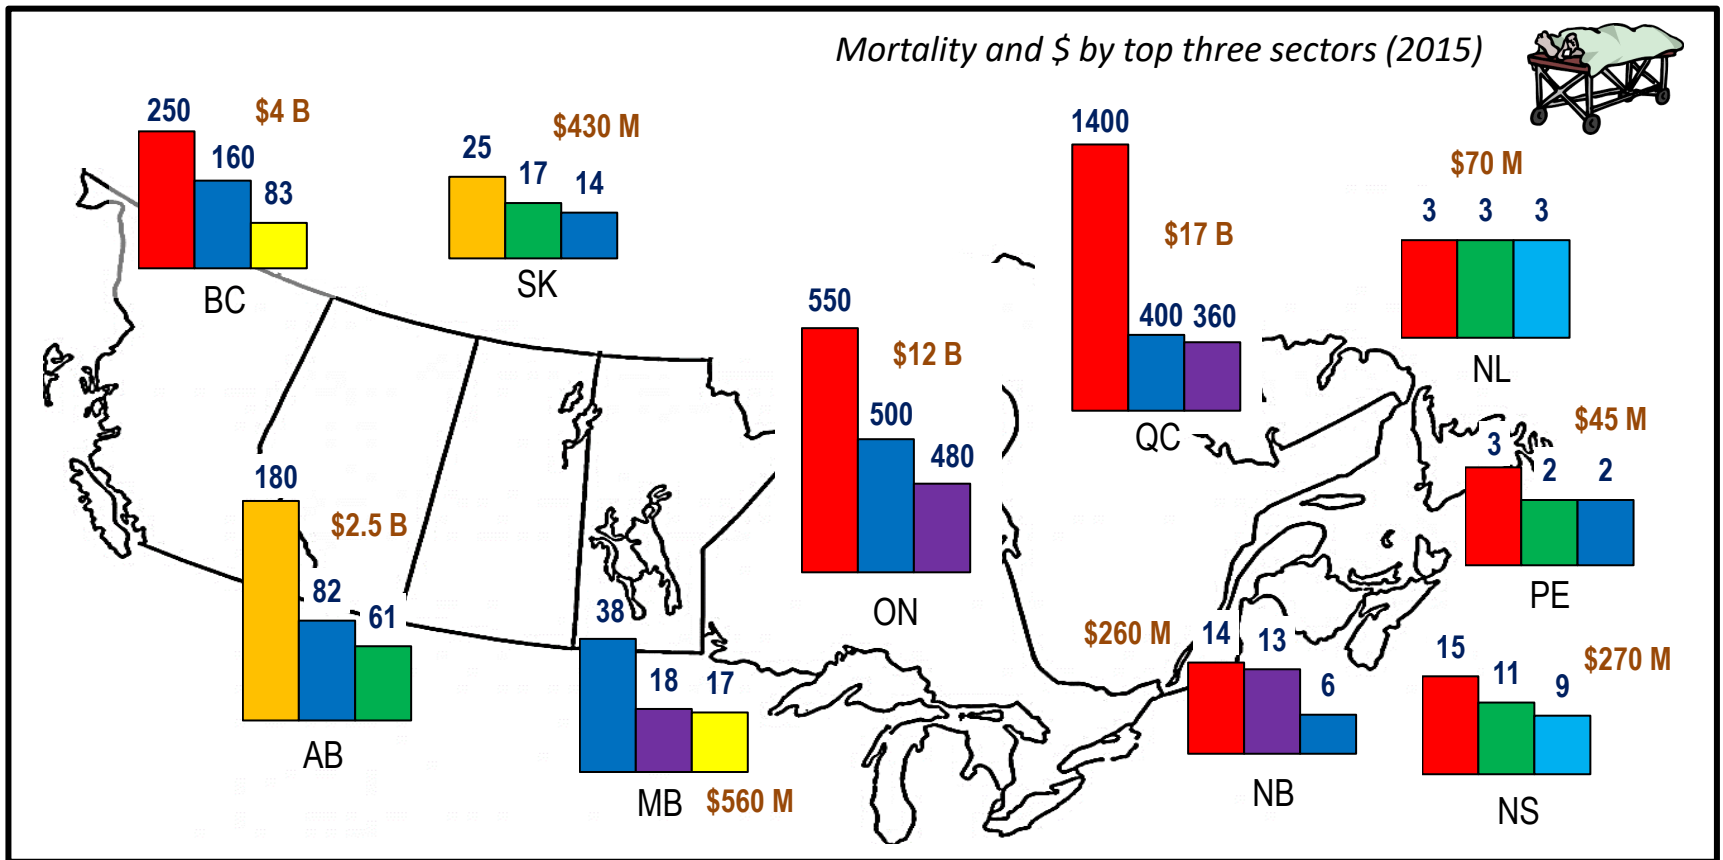 Mortality and $ by top three sectors (2015)
250
$4 B
160
83
BC
25
$430 M
17
14
SK
1400
$17 B
400
360
QC
$70 M
3
3
3
NL
550
$12 B
500
480
ON
$45 M
3
2
2
PE
180
$2.5 B
82
61
AB
38
18
17
MB
$560 M
$260 M
14
13
6
NB
15
$270 M
11
9
NS